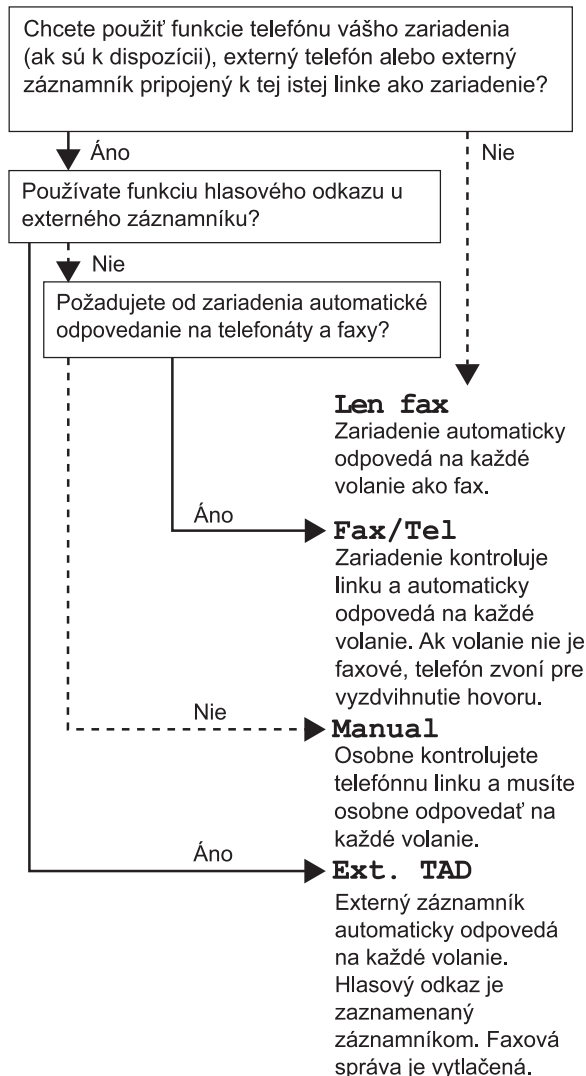 Chcete použiť funkcie telefónu vášho zariadenia
(ak sú k dispozícii), externý telefón alebo externý
záznamník pripojený k tej istej linke ako zariadenie?
Áno
Nie
Používate funkciu hlasového odkazu u
externého záznamníku?
Nie
Požadujete od zariadenia automatické
odpovedanie na telefonáty a faxy?
Len fax
Zariadenie automaticky
odpovedá na každé
volanie ako fax.
Áno
Fax/Tel
Zariadenie kontroluje
linku a automaticky
odpovedá na každé
volanie. Ak volanie nie je
faxové, telefón zvoní pre
vyzdvihnutie hovoru.
Nie
Manual
Osobne kontrolujete
telefónnu linku a musíte
osobne odpovedať na
každé volanie.
Áno
Ext. TAD
Externý záznamník
automaticky odpovedá
na každé volanie.
Hlasový odkaz je
zaznamenaný
záznamníkom. Faxová
správa je vytlačená.